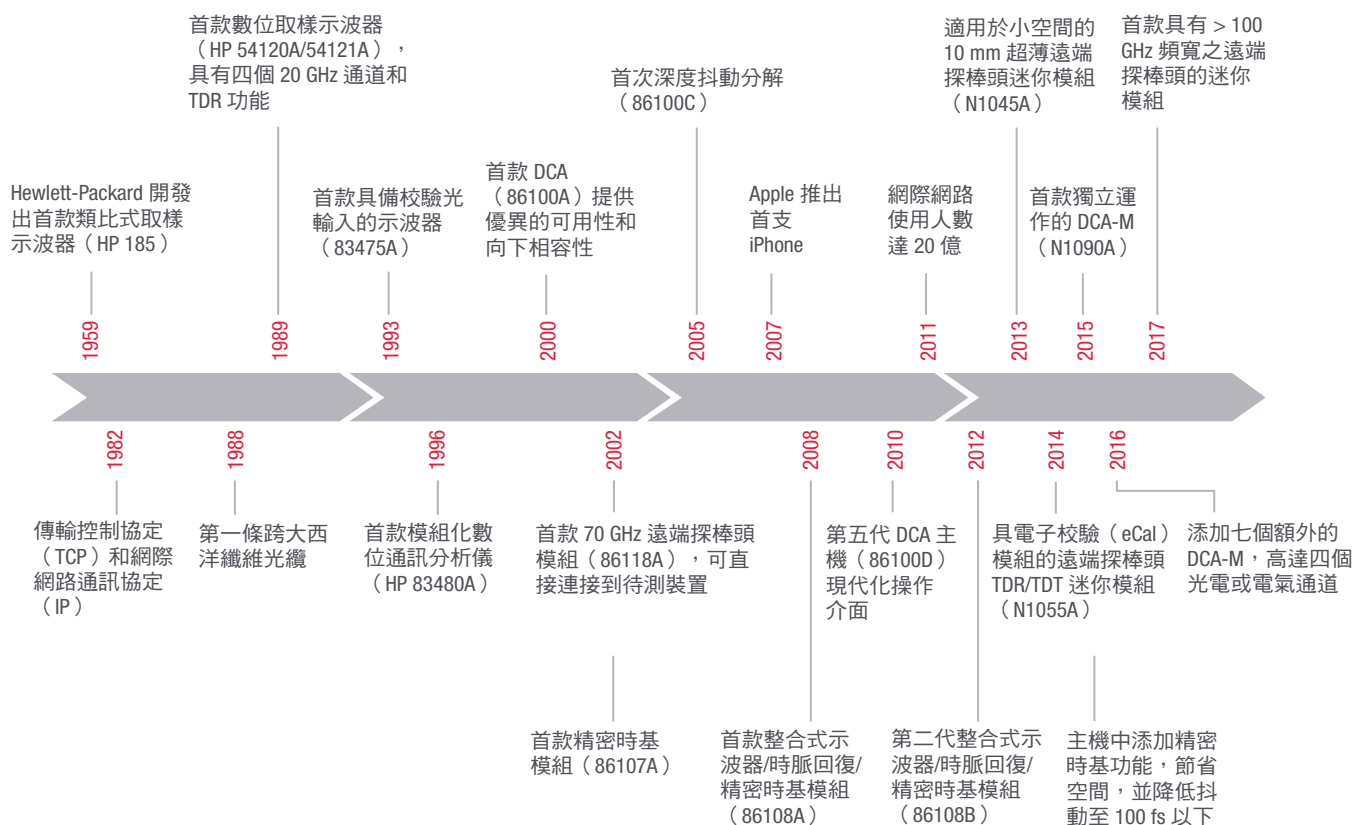 首款數位取樣示波器
（HP 54120A/54121A），
具有四個 20 GHz 通道和
TDR 功能
首次深度抖動分解
（86100C）
適用於小空間的
10 mm 超薄遠端
探棒頭迷你模組
（N1045A）
首款具有 > 100
GHz 頻寬之遠端
探棒頭的迷你
模組
Hewlett-Packard 開發
出首款類比式取樣
示波器（HP 185）
首款具備校驗光
輸入的示波器
（83475A）
首款 DCA
（86100A）提供
優異的可用性和
向下相容性
Apple 推出
首支
iPhone
網際網路
使用人數
達 20 億
首款獨立運
作的 DCA-M
（N1090A）
1959
1989
1993
2000
2005
2007
2011
2013
2015
2017
1982
1988
1996
2002
2008
2010
2012
2014
2016
傳輸控制協定
（TCP）和網際
網路通訊協定
（IP）
第一條跨大西
洋纖維光纜
首款模組化數
位通訊分析儀
（HP 83480A）
首款 70 GHz 遠端探棒頭
模組（86118A），可直
接連接到待測裝置
第五代 DCA 主
機（86100D）
現代化操作
介面
具電子校驗（eCal）
模組的遠端探棒頭
TDR/TDT 迷你模組
（N1055A）
添加七個額外的
DCA-M，高達四個
光電或電氣通道
首款精密時基
模組（86107A）
首款整合式示
波器/時脈回復/
精密時基模組
（86108A）
第二代整合式示
波器/時脈回復/
精密時基模組
（86108B）
主機中添加精密
時基功能，節省
空間，並降低抖
動至 100 fs 以下